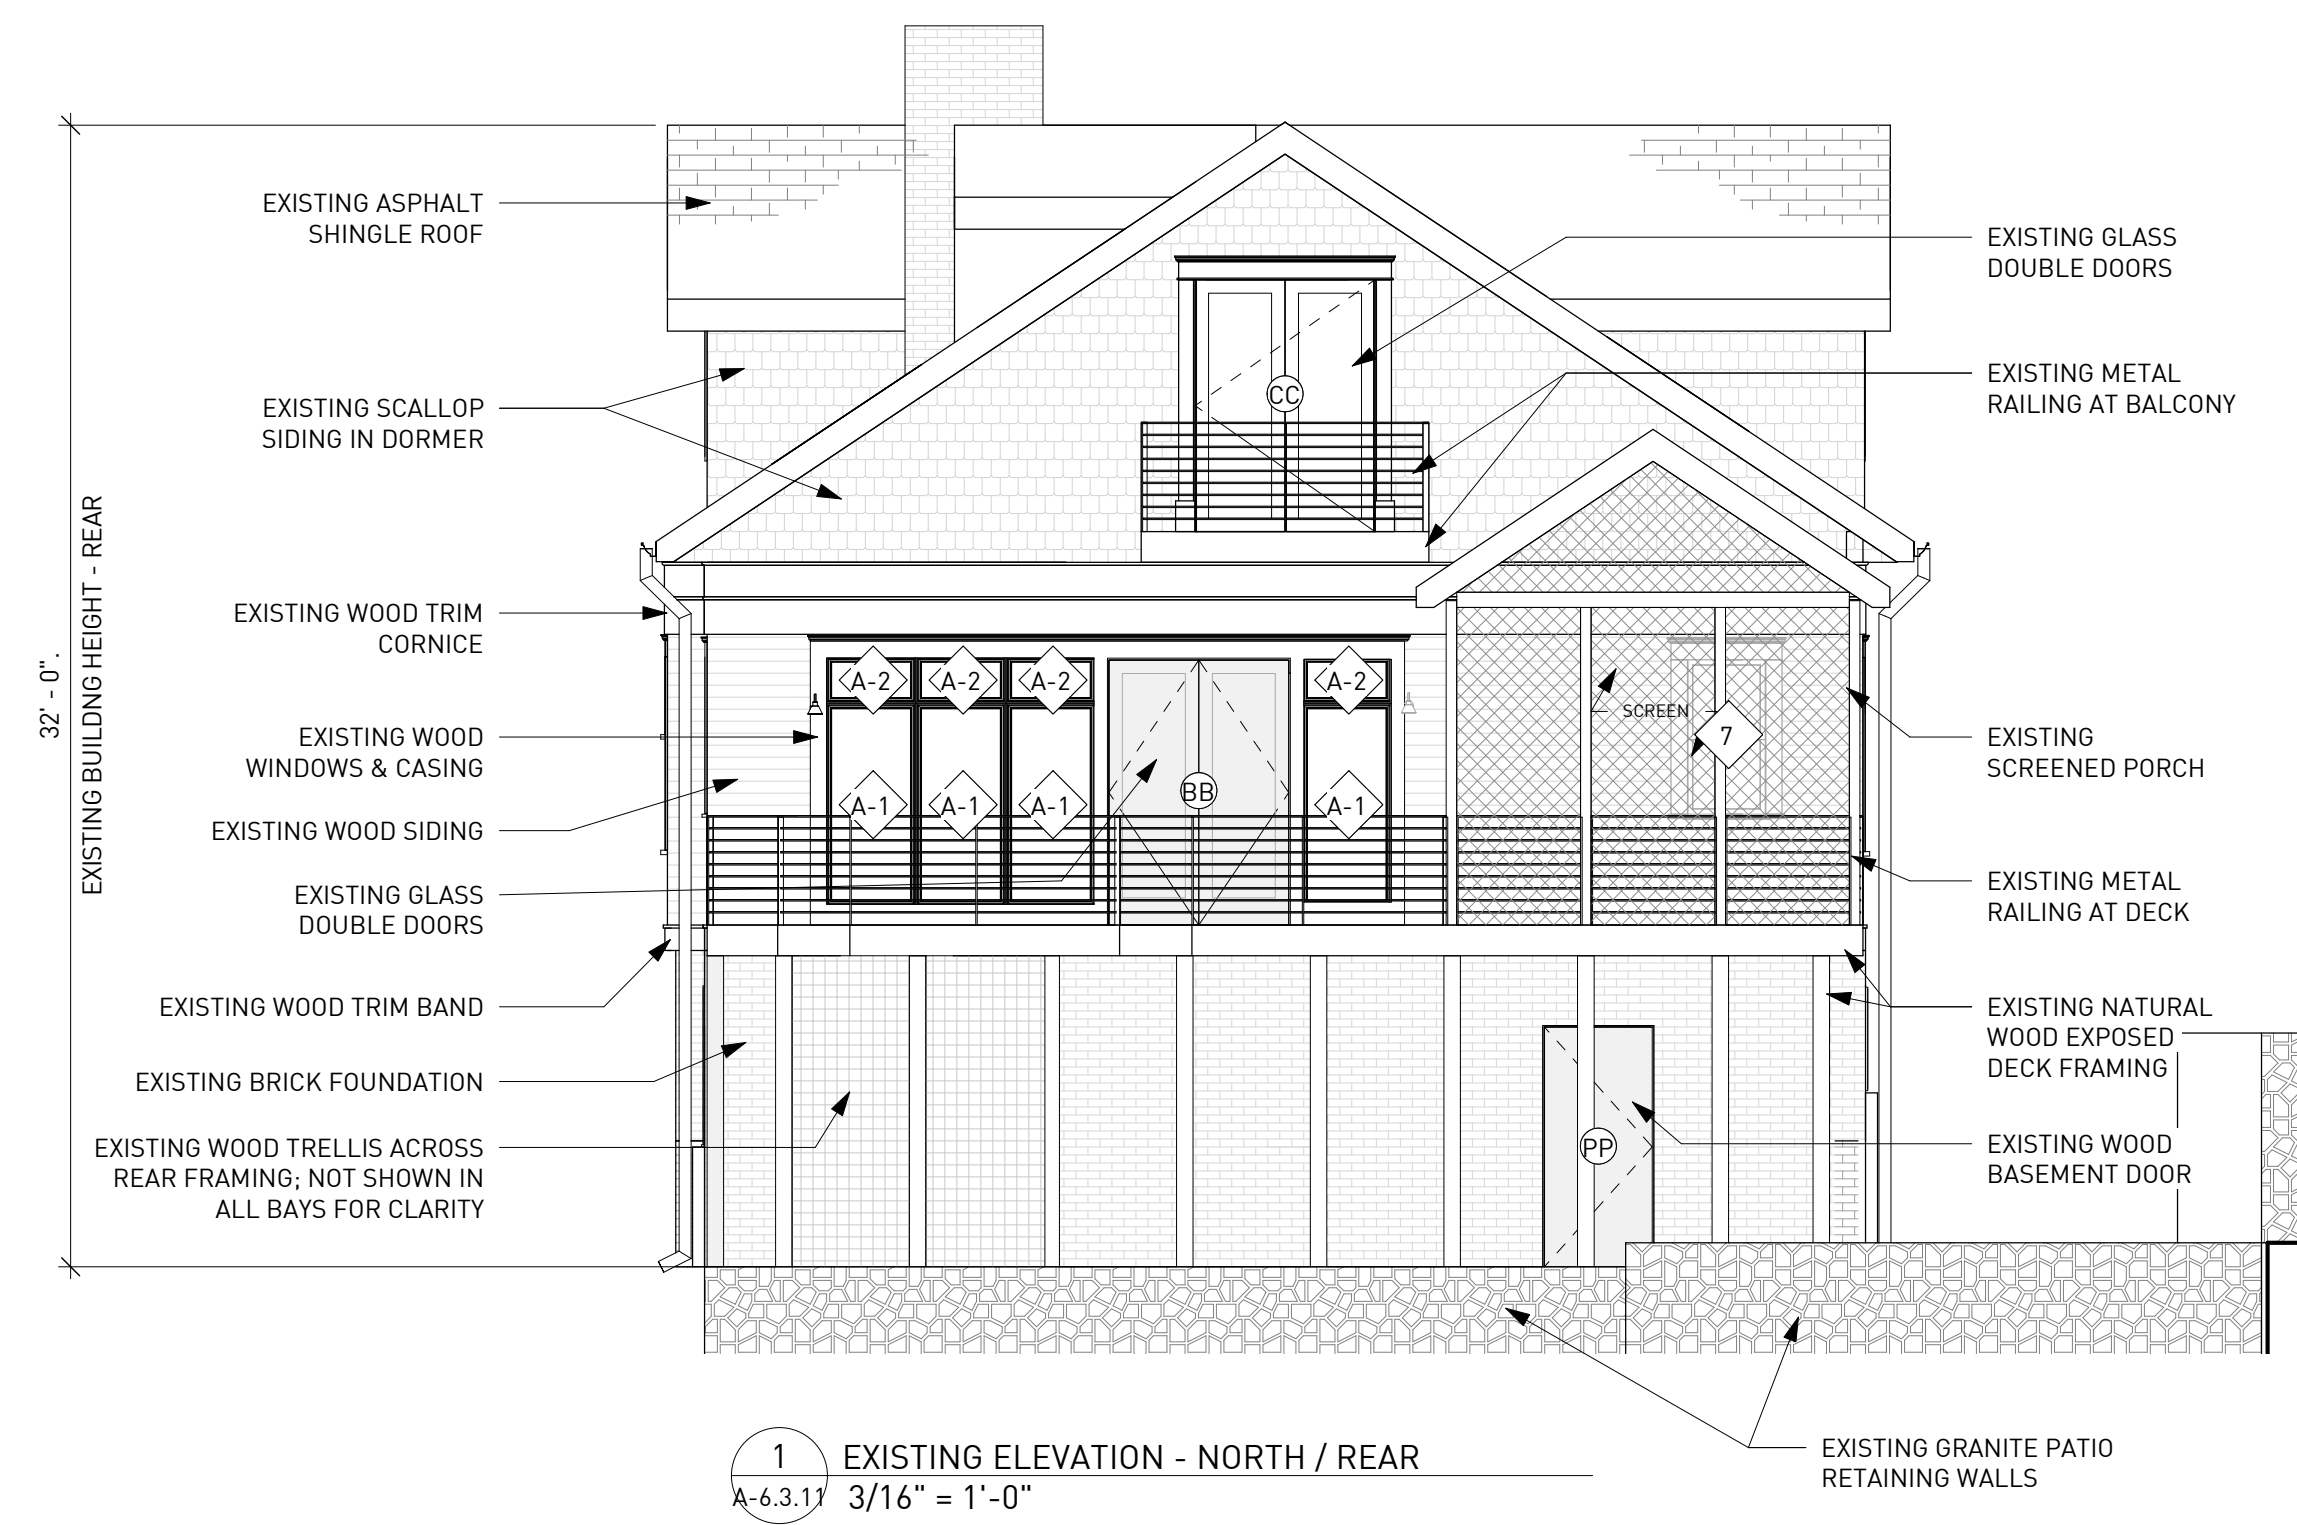 EXISTING ASPHALT
SHINGLE ROOF
EXISTING SCALLOP
SIDING IN DORMER
EXISTING BUILDNG HEIGHT - REAR
32' - 0".
EXISTING WOOD TRIM
CORNICE
EXISTING WOOD
WINDOWS & CASING
EXISTING WOOD SIDING
EXISTING GLASS
DOUBLE DOORS
EXISTING WOOD TRIM BAND
EXISTING BRICK FOUNDATION
EXISTING WOOD TRELLIS ACROSS
REAR FRAMING; NOT SHOWN IN
ALL BAYS FOR CLARITY
CC
A-2
A-2
A-2
A-2
SCREEN
7
BB
A-1
A-1
A-1
A-1
PP
EXISTING GLASS
DOUBLE DOORS
EXISTING METAL
RAILING AT BALCONY
EXISTING
SCREENED PORCH
EXISTING METAL
RAILING AT DECK
EXISTING NATURAL
WOOD EXPOSED
DECK FRAMING
EXISTING WOOD
BASEMENT DOOR
EXISTING GRANITE PATIO
RETAINING WALLS
1
A-6.3.11
EXISTING ELEVATION - NORTH / REAR
3/16" = 1'-0"